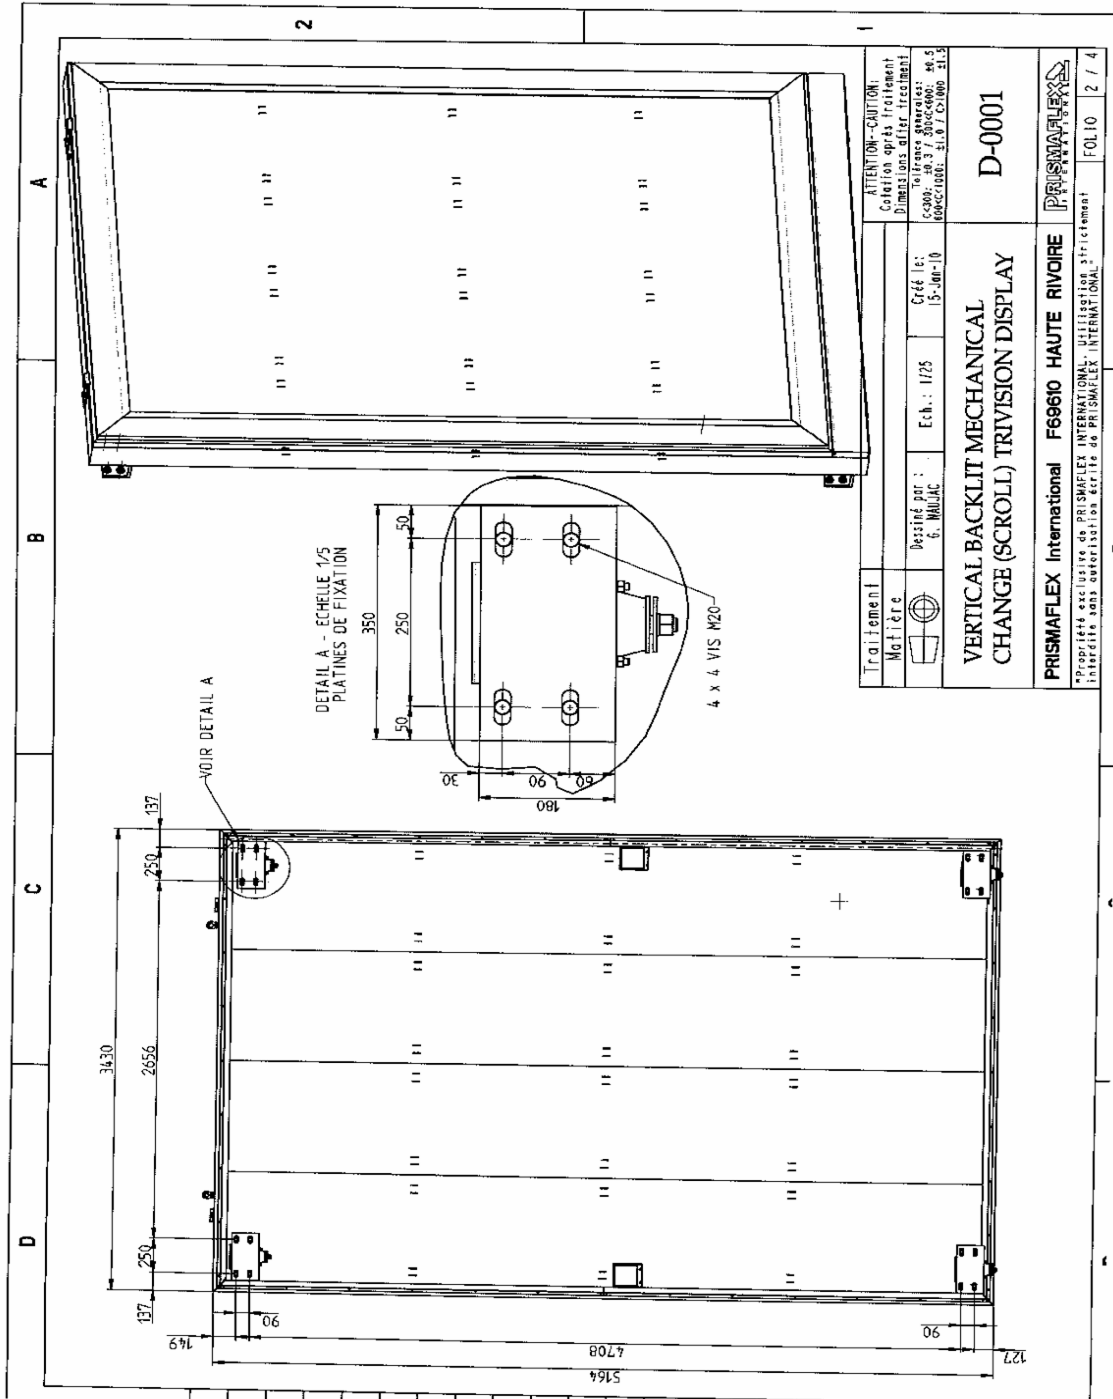 2
1
A
B
C
D
VOIR DETAIL A
3430
137
250
2656
250
137
149
90
4708
5164
90
127
DETAIL A - ECHELLE 1/5
PLATINES DE FIXATION
350
50
250
50
30
90
60
180
4 x 4 VIS M20
Traitement
Matière
ATTENTION--CAUTION:
Cotation après traitement
Dimensions after treatment
Dessiné par :
G. MAUJAC
Ech.: 1/25
Créé le:
15-Jan-10
Tolérance générales:
C<300: ±0.3 / 300<C<600: ±0.5
600<C<1000: ±1.0 / C>1000 ±1.5
VERTICAL BACKLIT MECHANICAL
CHANGE (SCROLL) TRIVISION DISPLAY
D-0001
PRISMAFLEX International F69610 HAUTE RIVOIRE
PRISMAFLEX
INTERNATIONAL
"Propriété exclusive de PRISMAFLEX INTERNATIONAL. Utilisation strictement
interdite sans autorisation écrite de PRISMAFLEX INTERNATIONAL"
FOLIO 2 / 4